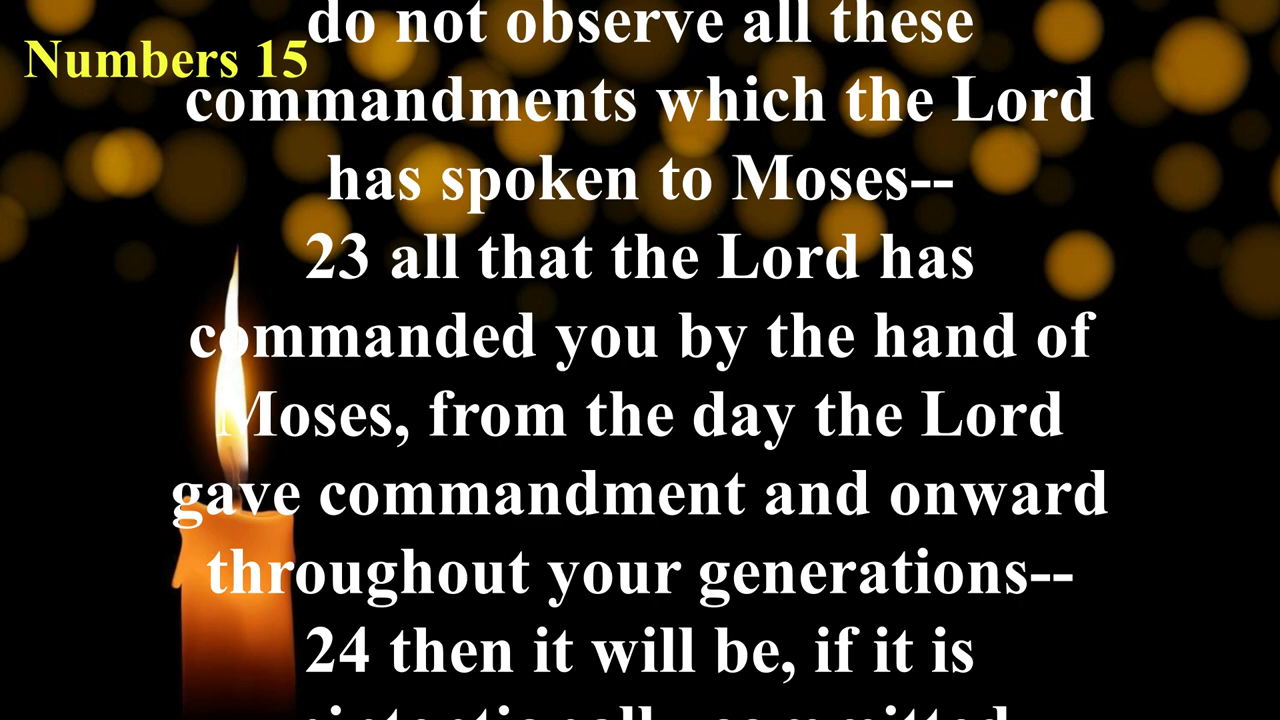 Numbers 15
do not observe all these
commandments which the Lord
has spoken to Moses--
23 all that the Lord has
commanded you by the hand of
Moses, from the day the Lord
gave commandment and onward
throughout your generations--
24 then it will be, if it is
committed